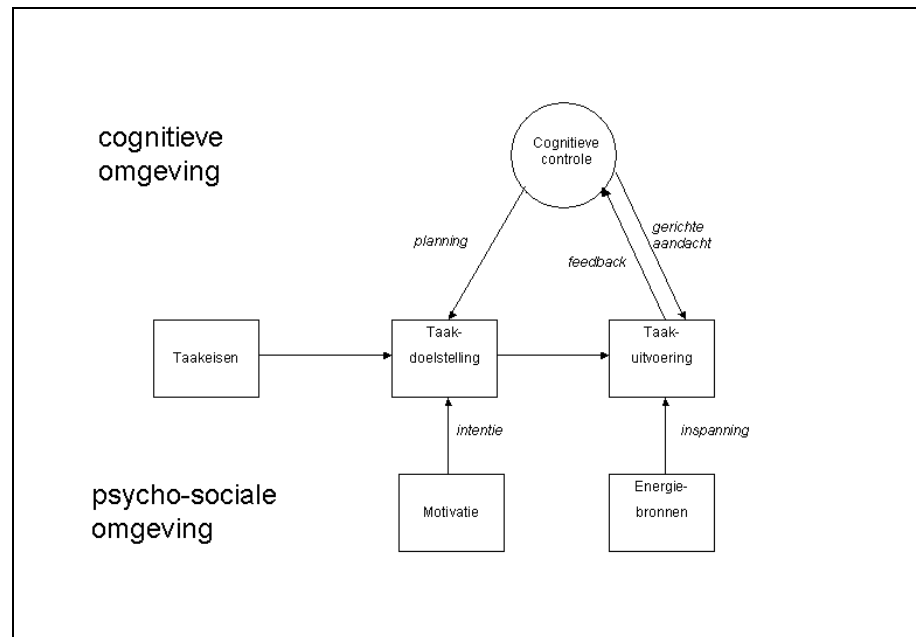 cognitieve
omgeving
Cognitieve
controle
planning
gerichte
aandacht
feedback
Taakeisen
Taak-
doelstelling
Taak-
uitvoering
intentie
inspanning
psycho-sociale
omgeving
Motivatie
Energie-
bronnen